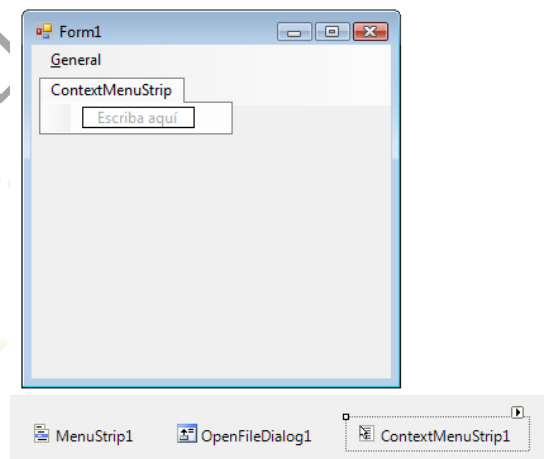 Form1
General
ContextMenuStrip
Escriba aquí
MenuStrip1 OpenFileDialog1 ContextMenuStrip1